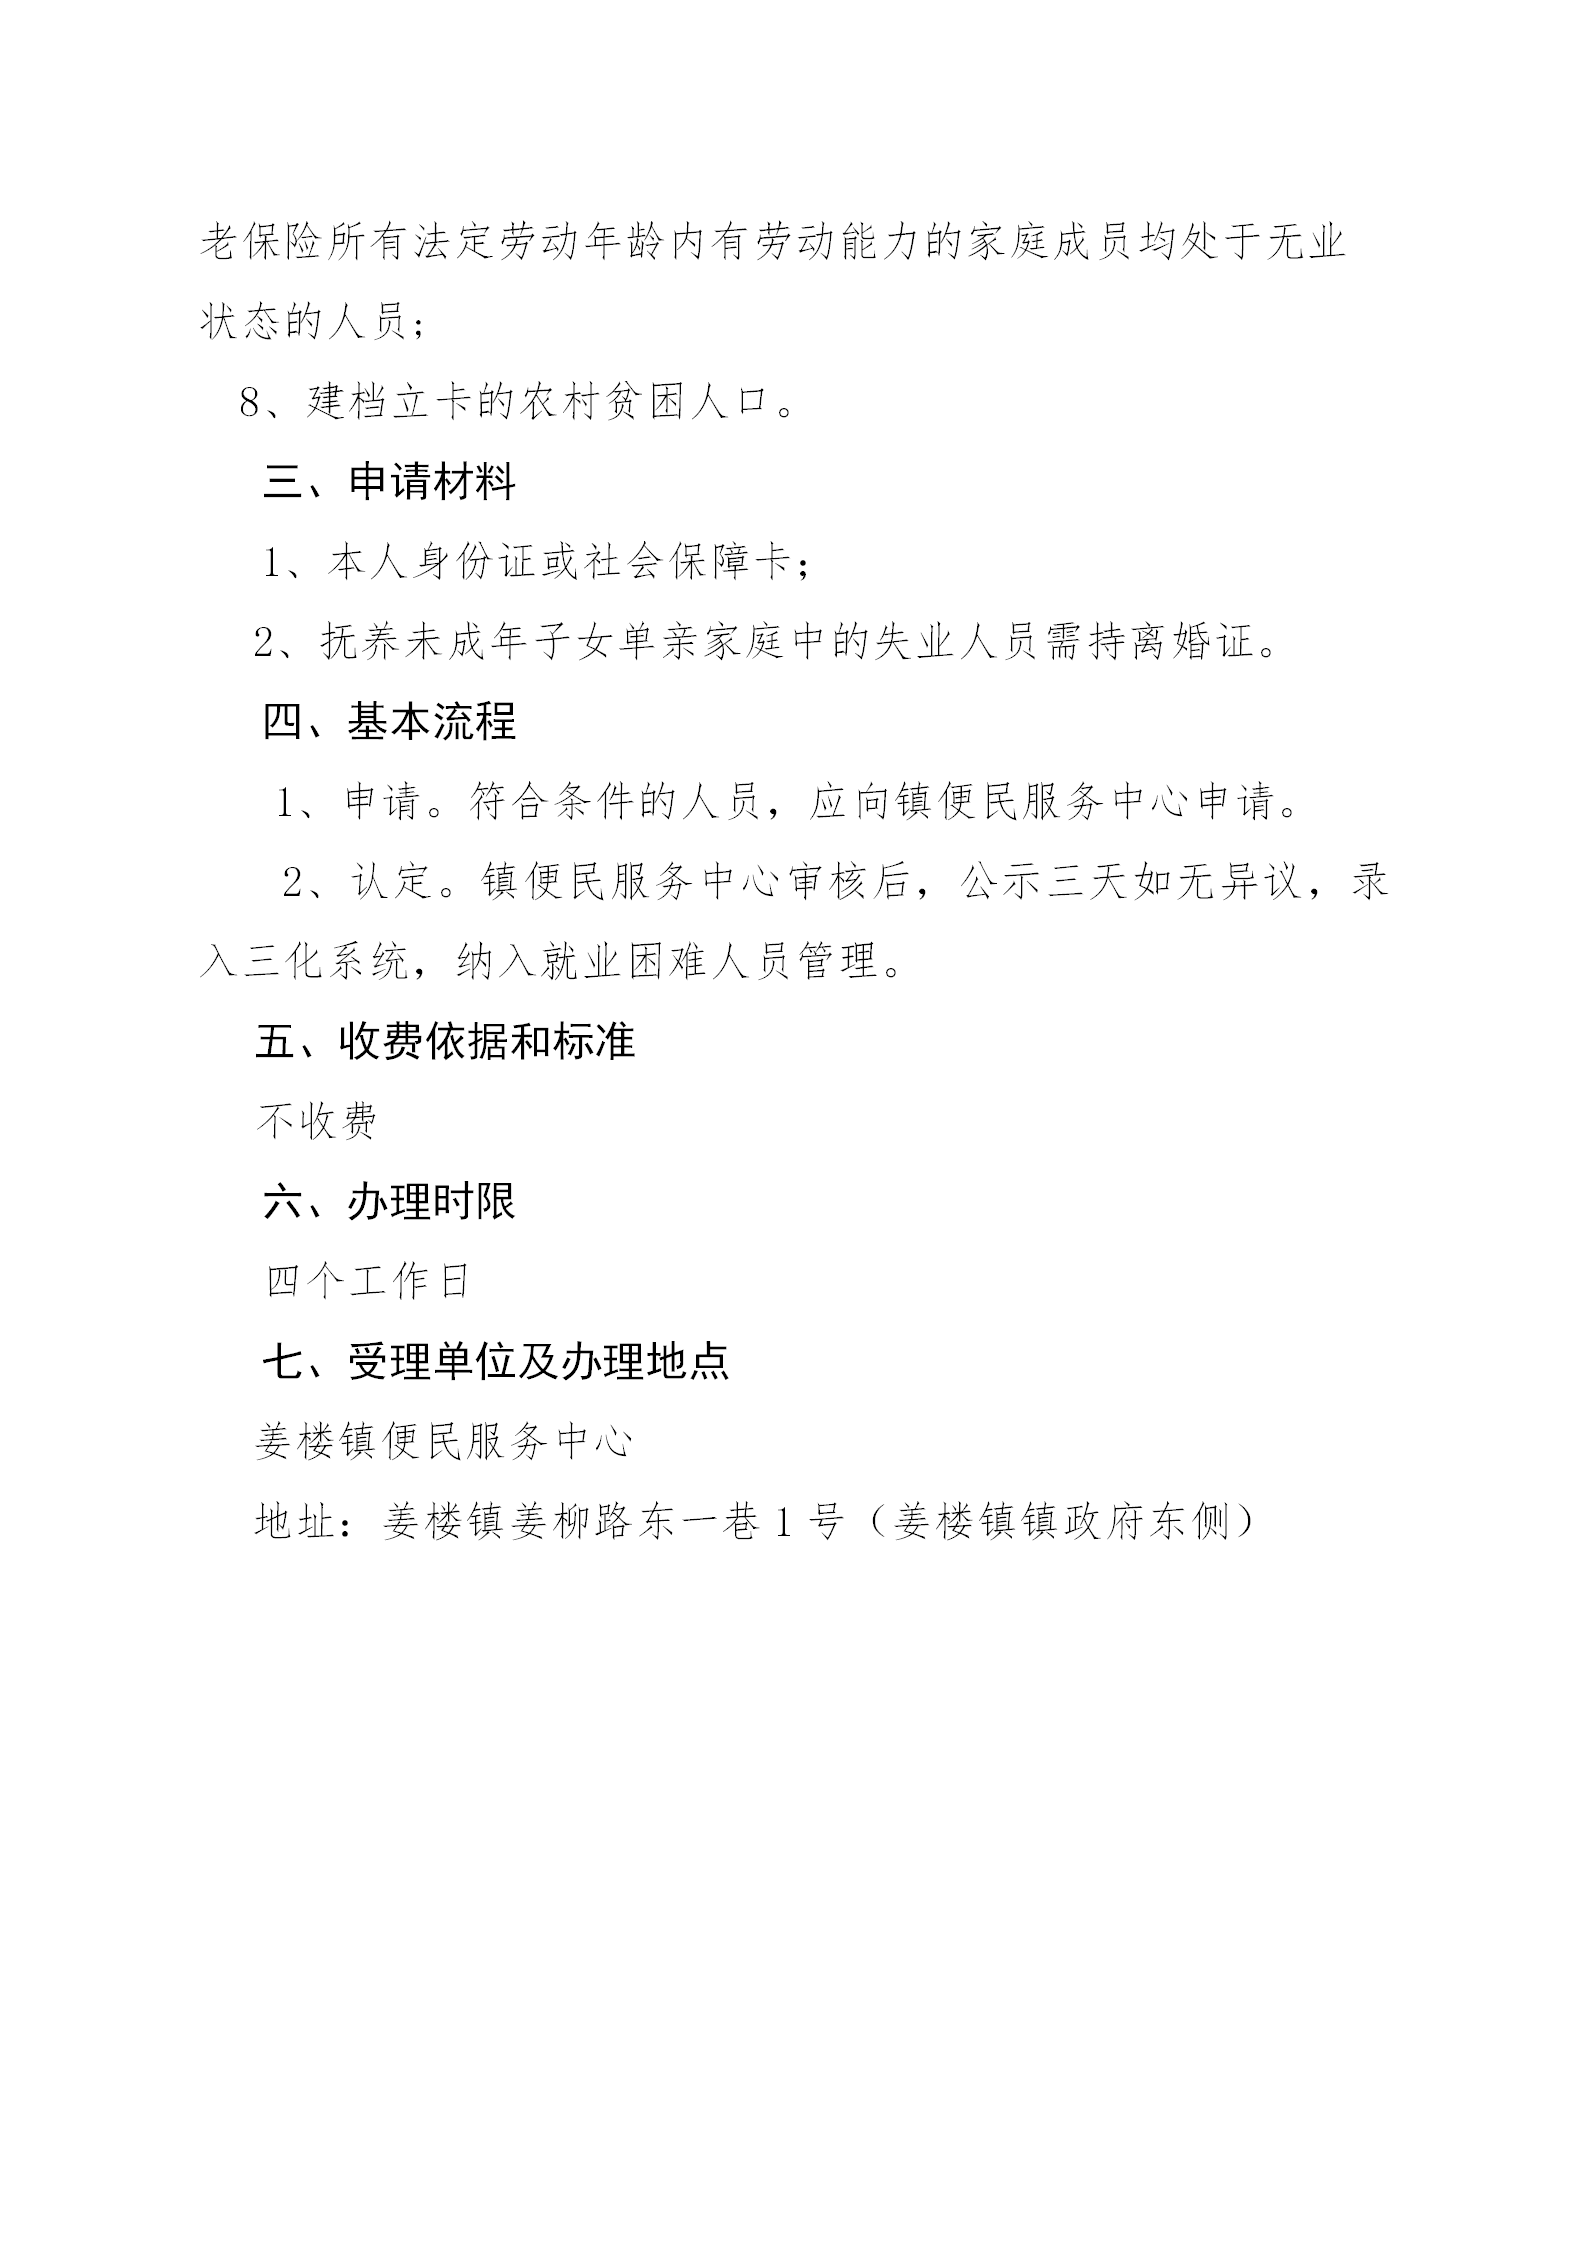 老保险所有法定劳动年龄内有劳动能力的家庭成员均处于无业
状态的人员;
8、建档立卡的农村贫困人口。
三、申请材料
1、本人身份证或社会保障卡；
2、抚养未成年子女单亲家庭中的失业人员需持离婚证。
四、基本流程
1、申请。符合条件的人员，应向镇便民服务中心申请。
2、认定。镇便民服务中心审核后，公示三天如无异议，录
入三化系统，纳入就业困难人员管理。
五、收费依据和标准
不收费
六、办理时限
四个工作日
七、受理单位及办理地点
姜楼镇便民服务中心
地址：姜楼镇姜柳路东一巷 1 号（姜楼镇镇政府东侧）